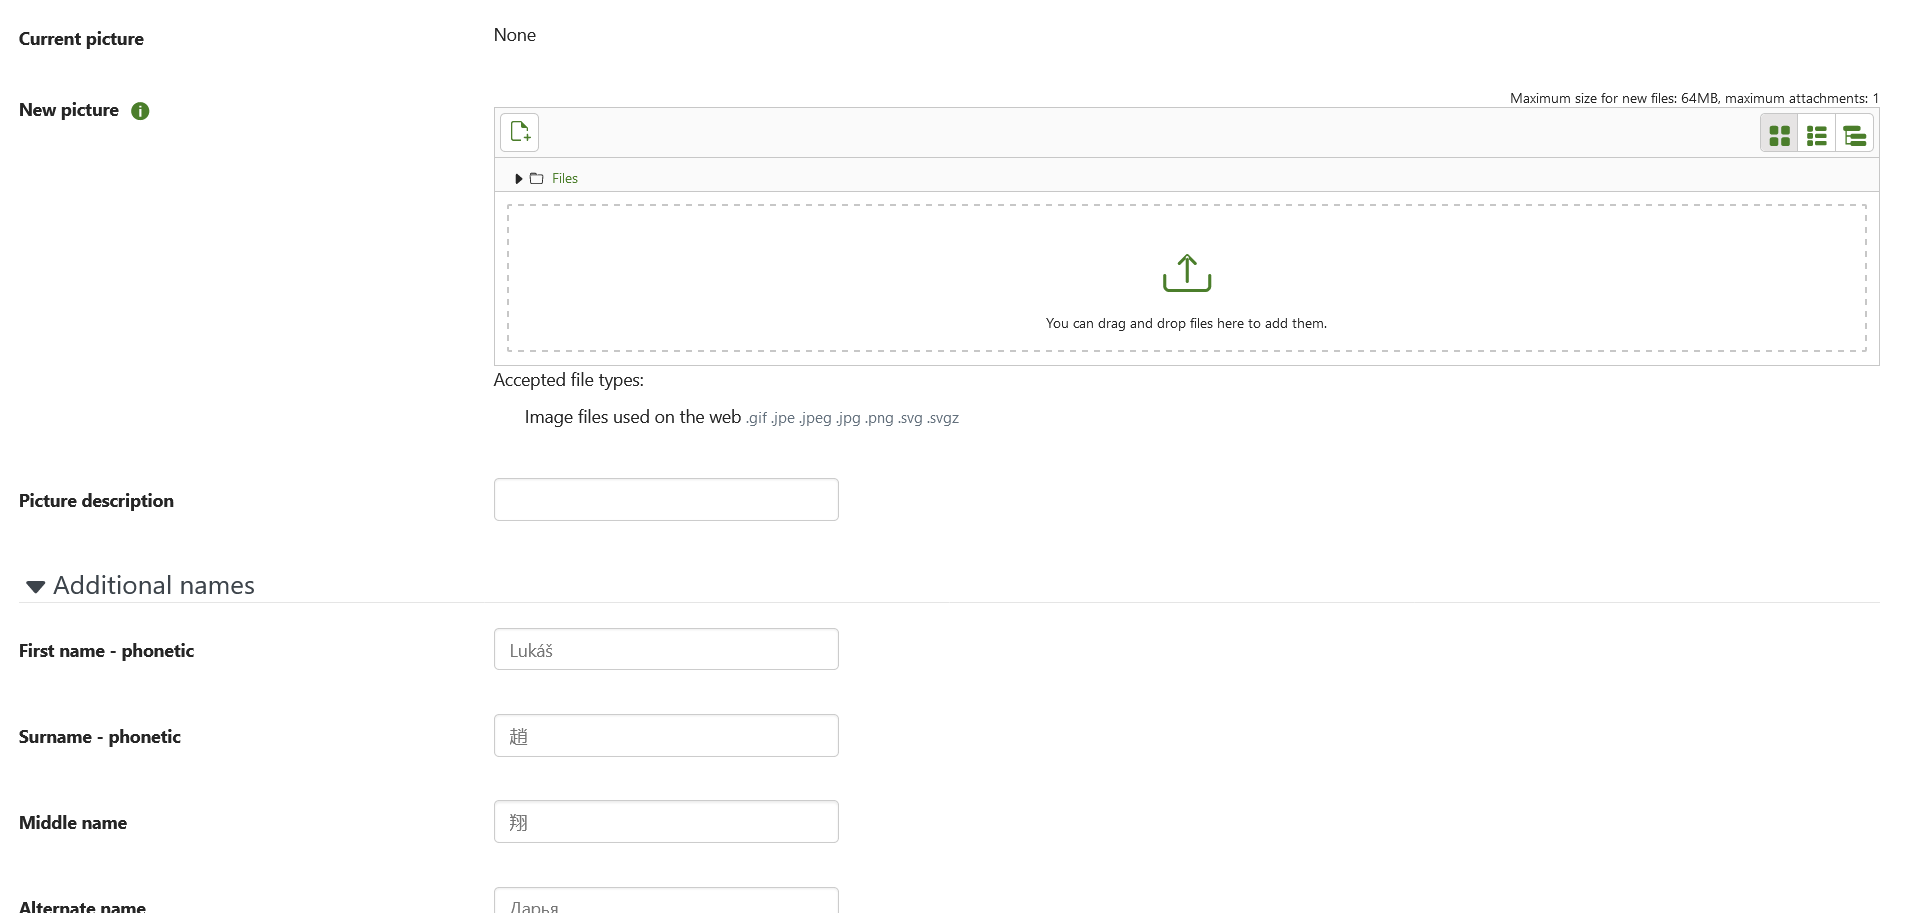 Current picture
None
New picture
Maximum size for new files: 64MB, maximum attachments: 1
Files
You can drag and drop files here to add them.
Accepted file types:
Image files used on the web .gif .jpe .jpeg .jpg .png .svg .svgz
Picture description
Additional names
First name - phonetic
Lukáš
Surname - phonetic
趙
Middle name
翔
Alternate name
Дарья